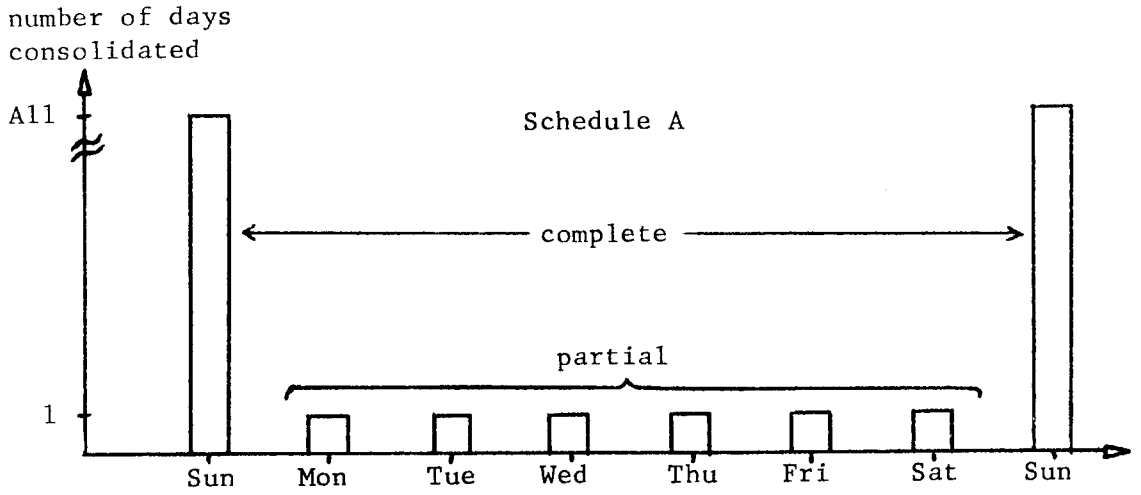 number of days
consolidated
All
Schedule A
complete
partial
1
Sun Mon Tue Wed Thu Fri Sat Sun